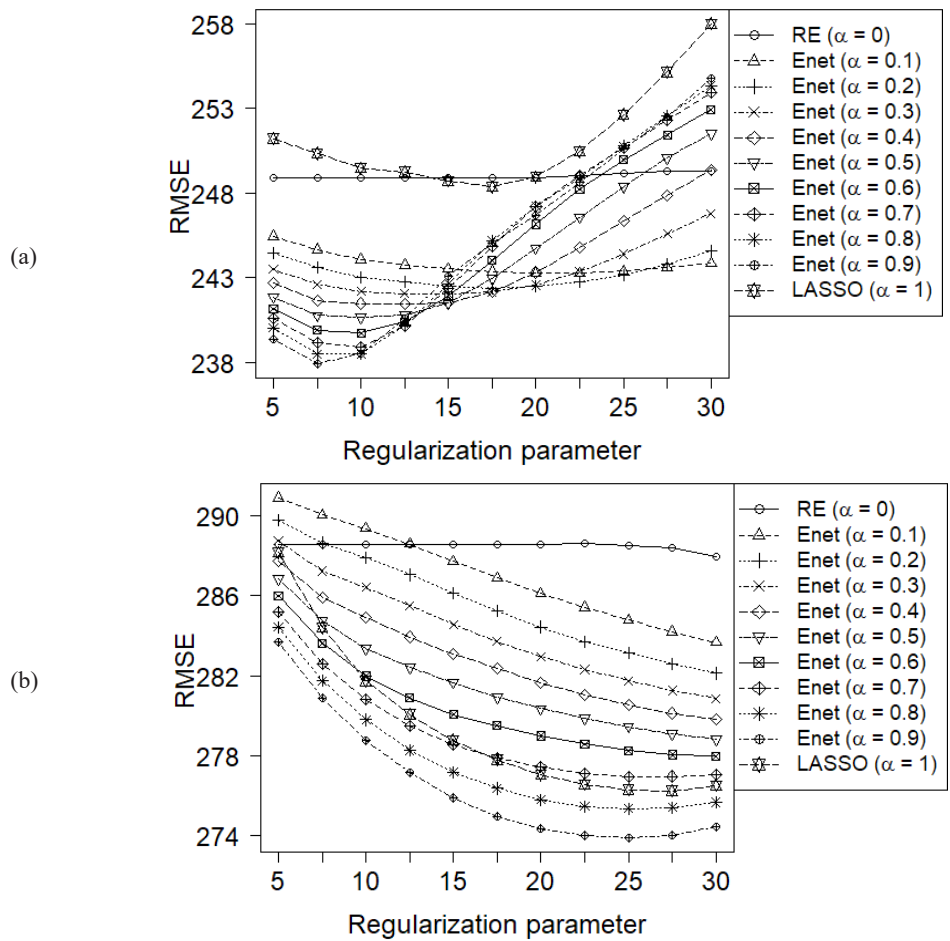 (a)
RMSE
258
253
248
243
238
5 10 15 20 25 30
Regularization parameter
RE (α = 0)
Enet (α = 0.1)
Enet (α = 0.2)
Enet (α = 0.3)
Enet (α = 0.4)
Enet (α = 0.5)
Enet (α = 0.6)
Enet (α = 0.7)
Enet (α = 0.8)
Enet (α = 0.9)
LASSO (α = 1)
(b)
RMSE
290
286
282
278
274
5 10 15 20 25 30
Regularization parameter
RE (α = 0)
Enet (α = 0.1)
Enet (α = 0.2)
Enet (α = 0.3)
Enet (α = 0.4)
Enet (α = 0.5)
Enet (α = 0.6)
Enet (α = 0.7)
Enet (α = 0.8)
Enet (α = 0.9)
LASSO (α = 1)